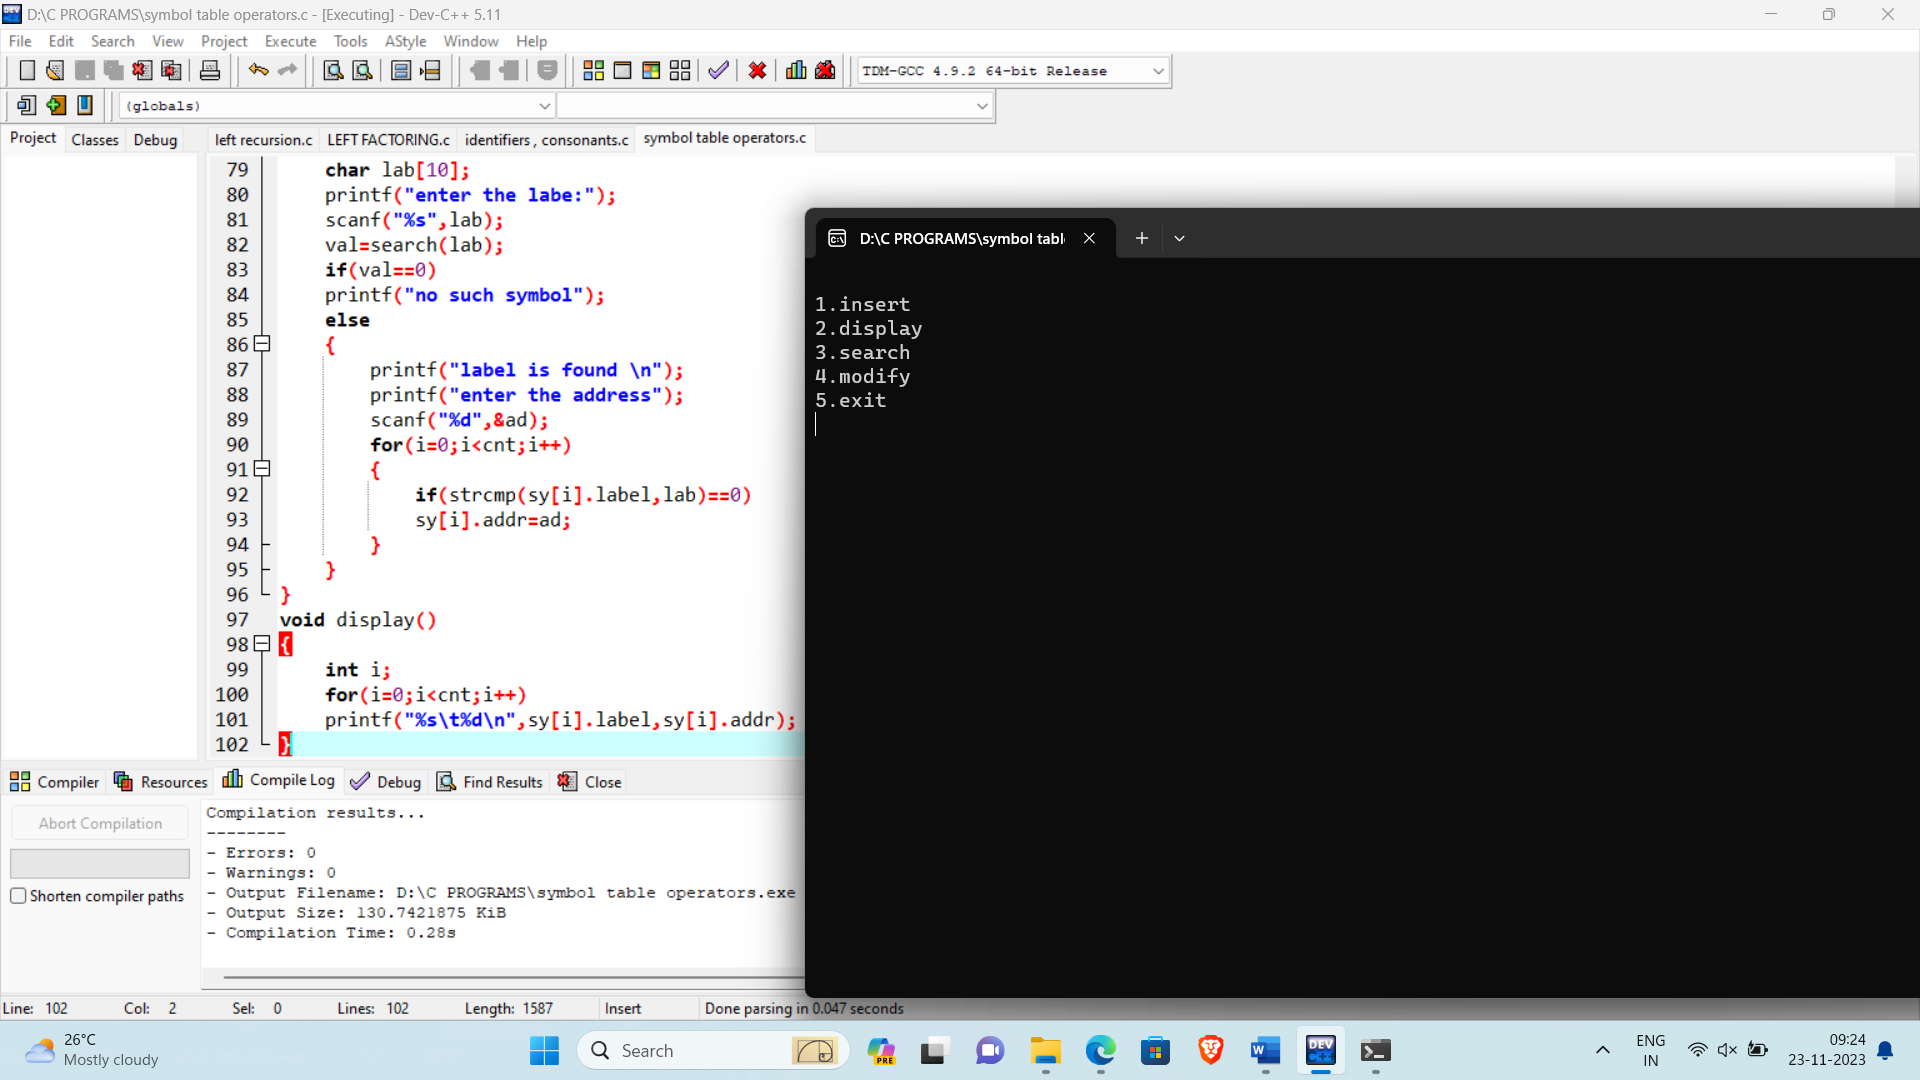 D:\C PROGRAMS\symbol table operators.c - [Executing] - Dev-C++ 5.11
File Edit Search View Project Execute Tools AStyle Window Help
TDM-GCC 4.9.2 64-bit Release
(globals)
Project Classes Debug
left recursion.c LEFT FACTORING.c identifiers , consonants.c symbol table operators.c
79 char lab[10];
80 printf("enter the labe:");
81 scanf("%s",lab);
82 val=search(lab);
83 if(val==0)
84 printf("no such symbol");
85 else
86 {
87 printf("label is found \n");
88 printf("enter the address");
89 scanf("%d",&ad);
90 for(i=0;i<cnt;i++)
91 {
92 if(strcmp(sy[i].label,lab)==0)
93 sy[i].addr=ad;
94 }
95 }
96 }
97 void display()
98 {
99 int i;
100 for(i=0;i<cnt;i++)
101 printf("%s\t%d\n",sy[i].label,sy[i].addr);
102 }
D:\C PROGRAMS\symbol tabl
1.insert
2.display
3.search
4.modify
5.exit
Compiler Resources Compile Log Debug Find Results Close
Abort Compilation
Shorten compiler paths
Compilation results...
--------
- Errors: 0
- Warnings: 0
- Output Filename: D:\C PROGRAMS\symbol table operators.exe
- Output Size: 130.7421875 KiB
- Compilation Time: 0.28s
Line: 102 Col: 2 Sel: 0 Lines: 102 Length: 1587 Insert Done parsing in 0.047 seconds
26°C
Mostly cloudy
Search
PRE
DEV
ENG
IN
09:24
23-11-2023